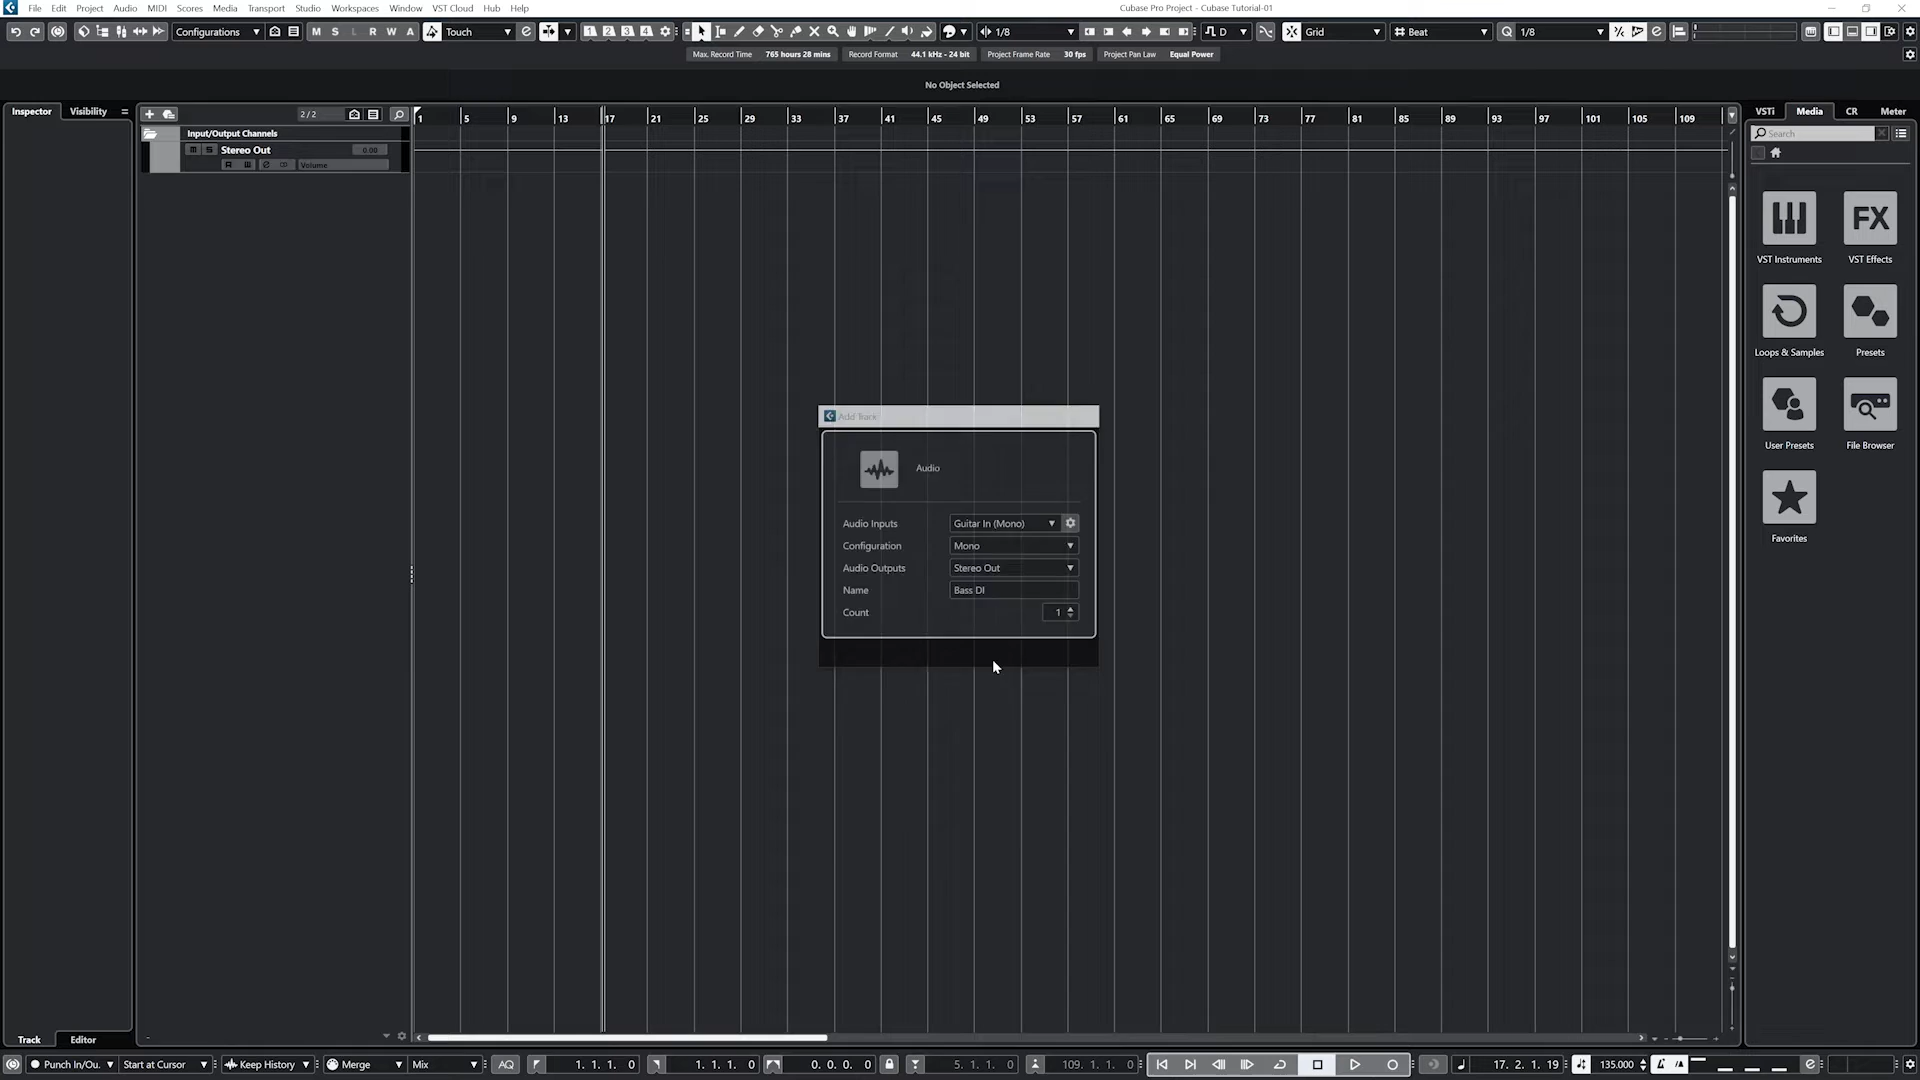 File Edit Project Audio MIDI Scores Media Transport Studio Workspaces Window VST Cloud Hub Help
Cubase Pro Project - Cubase Tutorial-01
Configurations M S L R W A Touch 1 2 3 4 1/8 D Grid Beat Q 1/8
Max. Record Time 765 hours 28 mins Record Format 44.1 kHz - 24 bit Project Frame Rate 30 fps Project Pan Law Equal Power
No Object Selected
Inspector Visibility
2/2
1 5 9 13 17 21 25 29 33 37 41 45 49 53 57 61 65 69 73 77 81 85 89 93 97 101 105 109
VSTi Media CR Meter
Input/Output Channels
Search
Stereo Out 0.00
R W Volume
FX
VST Instruments VST Effects
Loops & Samples Presets
User Presets File Browser
Favorites
Add Track
Audio
Audio Inputs Guitar In (Mono)
Configuration Mono
Audio Outputs Stereo Out
Name Bass DI
Count 1
Track Editor
Punch In/Ou. Start at Cursor Keep History Merge Mix AQ 1. 1. 1. 0 1. 1. 1. 0 0. 0. 0. 0 5. 1. 1. 0 109. 1. 1. 0 17. 2. 1. 19 135.000